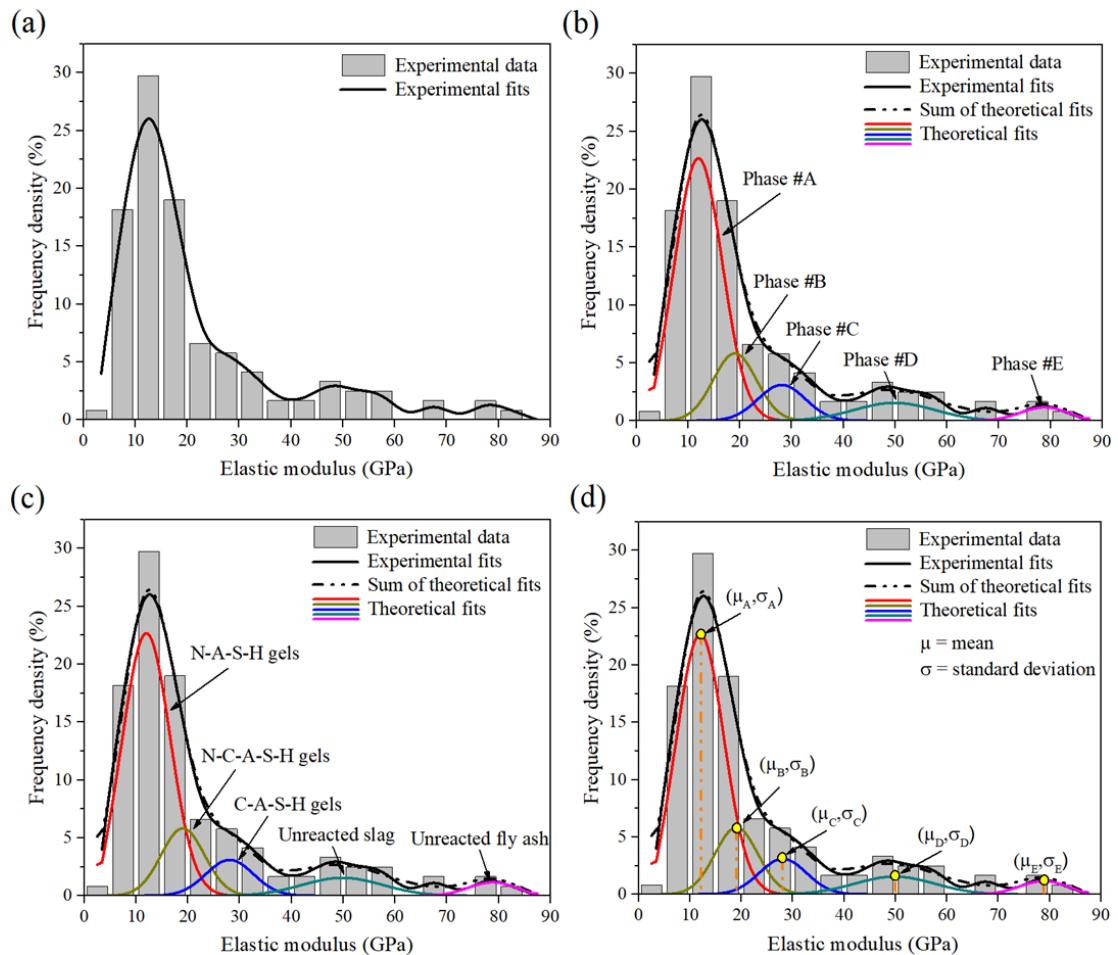 (a)
Experimental data
Experimental fits
Frequency density (%)
30
25
20
15
10
5
0
0 10 20 30 40 50 60 70 80 90
Elastic modulus (GPa)
(b)
Experimental data
Experimental fits
Sum of theoretical fits
Theoretical fits
Phase #A
Phase #B
Phase #C
Phase #D
Phase #E
Frequency density (%)
30
25
20
15
10
5
0
0 10 20 30 40 50 60 70 80 90
Elastic modulus (GPa)
(c)
Experimental data
Experimental fits
Sum of theoretical fits
Theoretical fits
N-A-S-H gels
N-C-A-S-H gels
C-A-S-H gels
Unreacted slag
Unreacted fly ash
Frequency density (%)
30
25
20
15
10
5
0
0 10 20 30 40 50 60 70 80 90
Elastic modulus (GPa)
(d)
Experimental data
Experimental fits
Sum of theoretical fits
Theoretical fits
μ = mean
σ = standard deviation
(μA,σA)
(μB,σB)
(μC,σC)
(μD,σD)
(μE,σE)
Frequency density (%)
30
25
20
15
10
5
0
0 10 20 30 40 50 60 70 80 90
Elastic modulus (GPa)